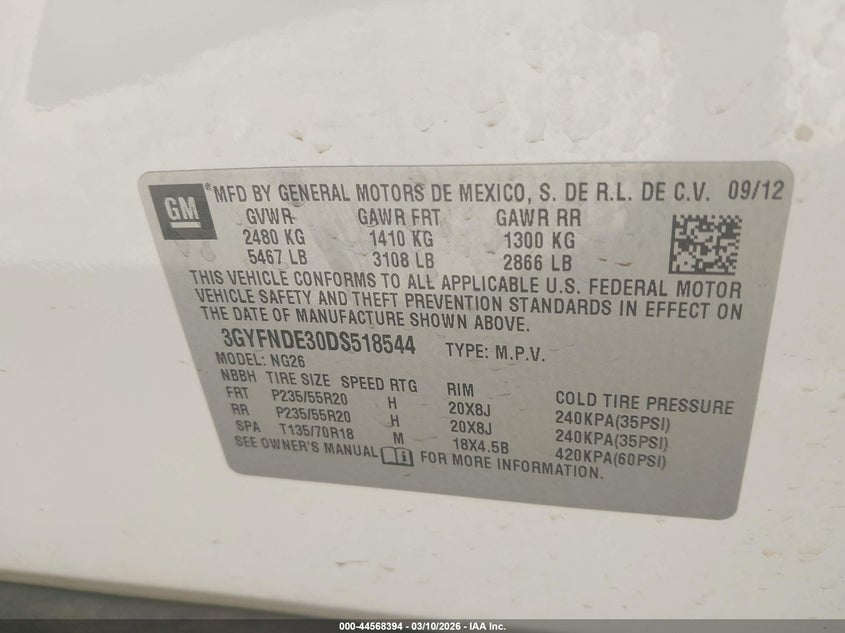 GM ® MFD BY GENERAL MOTORS DE MEXICO, S. DE R.L. DE C.V. 09/12
GVWR GAWR FRT GAWR RR
2480 KG 1410 KG 1300 KG
5467 LB 3108 LB 2866 LB
THIS VEHICLE CONFORMS TO ALL APPLICABLE U.S. FEDERAL MOTOR
VEHICLE SAFETY AND THEFT PREVENTION STANDARDS IN EFFECT ON
THE DATE OF MANUFACTURE SHOWN ABOVE.
3GYFNDE30DS518544 TYPE: M.P.V.
MODEL: NG26
NBBH TIRE SIZE SPEED RTG RIM COLD TIRE PRESSURE
FRT P235/55R20 H 20X8J 240KPA(35PSI)
RR P235/55R20 H 20X8J 240KPA(35PSI)
SPA T135/70R18 M 18X4.5B 420KPA(60PSI)
SEE OWNER'S MANUAL FOR MORE INFORMATION.
000-44568394 - 03/10/2026 - IAA Inc.